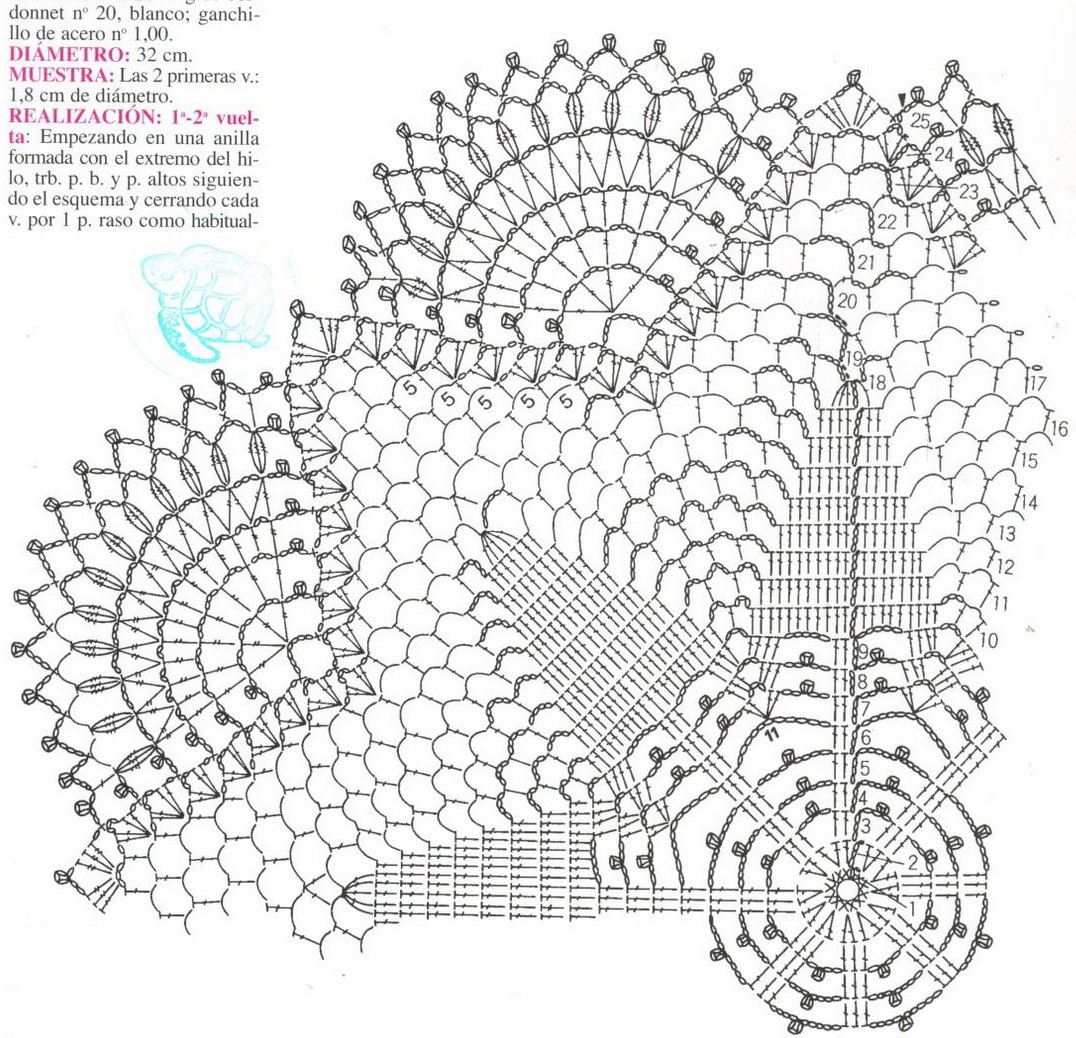 donnet nº 20, blanco; ganchi-
llo de acero nº 1,00.
DIÁMETRO: 32 cm.
MUESTRA: Las 2 primeras v.:
1,8 cm de diámetro.
REALIZACIÓN: 1ª-2ª vuel-
ta: Empezando en una anilla
formada con el extremo del hi-
lo, trb. p. b. y p. altos siguien-
do el esquema y cerrando cada
v. por 1 p. raso como habitual-
25
24
23
22
21
20
19
18
17
16
15
14
13
12
11
10
9
8
7
6
5
4
3
2
1
5 5 5 5 5
11